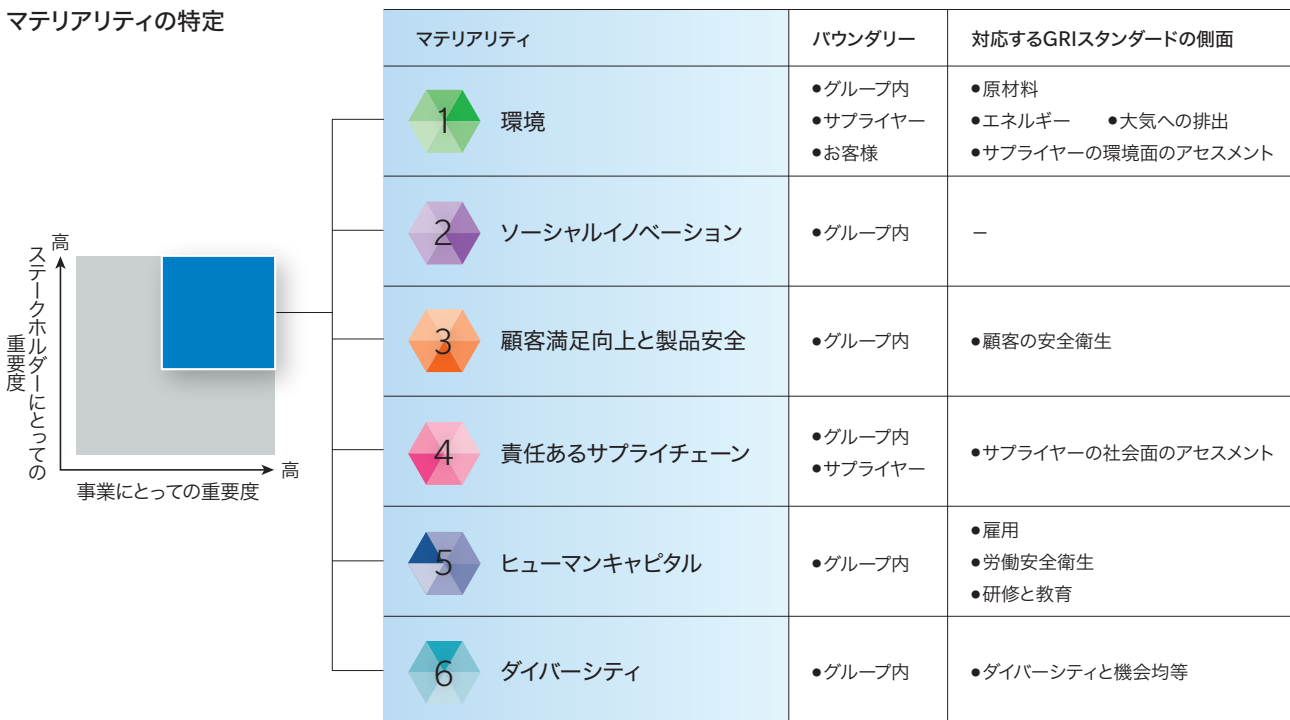 マテリアリティの特定
高
ステークホルダーにとっての
重要度
高
事業にとっての重要度
マテリアリティ バウンダリー 対応するGRIスタンダードの側面
1 環境
●グループ内
●サプライヤー
●お客様
●原材料
●エネルギー ●大気への排出
●サプライヤーの環境面のアセスメント
2 ソーシャルイノベーション ●グループ内 −
3 顧客満足向上と製品安全 ●グループ内 ●顧客の安全衛生
4 責任あるサプライチェーン
●グループ内
●サプライヤー
●サプライヤーの社会面のアセスメント
5 ヒューマンキャピタル ●グループ内
●雇用
●労働安全衛生
●研修と教育
6 ダイバーシティ ●グループ内 ●ダイバーシティと機会均等